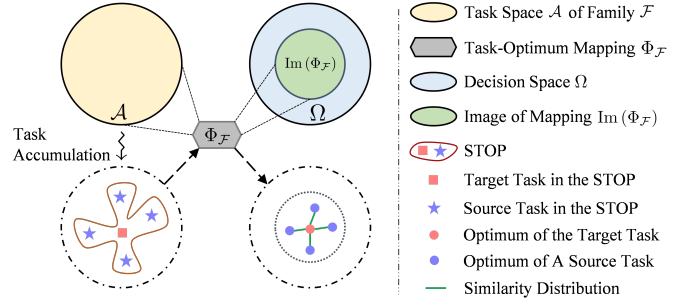 𝒜
Im (Φ_ℱ)
Ω
Φ_ℱ
Task
Accumulation
Task Space 𝒜 of Family ℱ
Task-Optimum Mapping Φ_ℱ
Decision Space Ω
Image of Mapping Im (Φ_ℱ)
STOP
Target Task in the STOP
Source Task in the STOP
Optimum of the Target Task
Optimum of A Source Task
Similarity Distribution